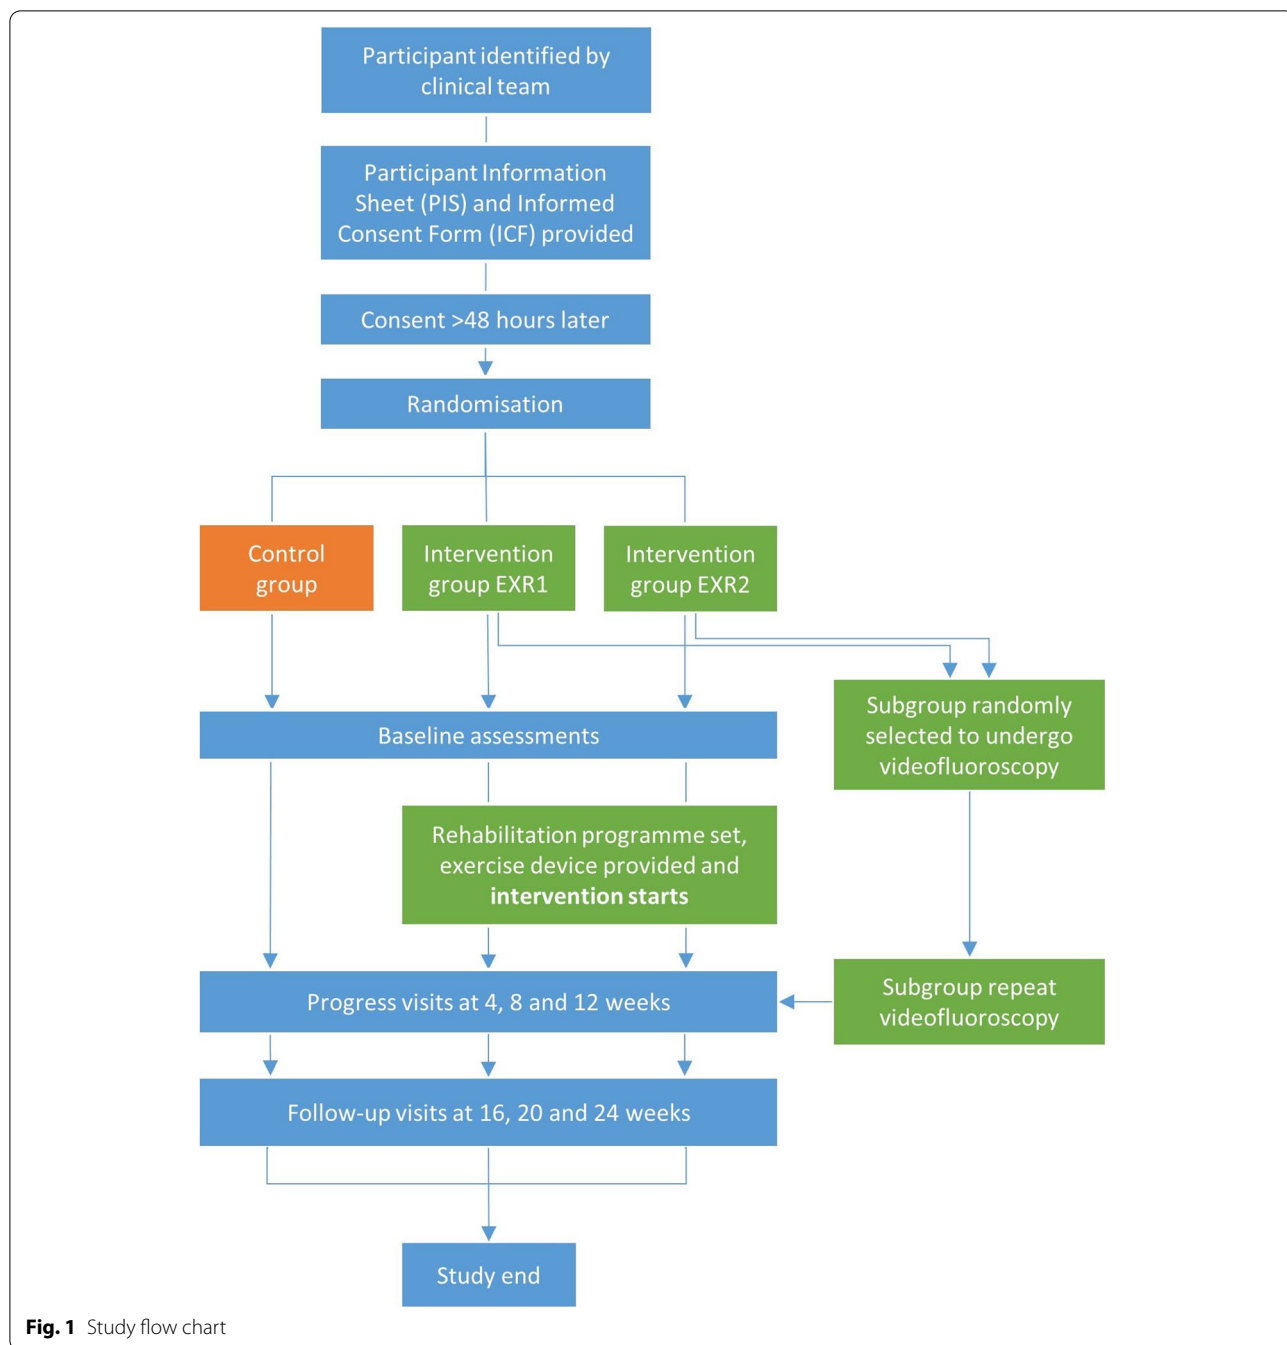 Participant identified by
clinical team
Participant Information
Sheet (PIS) and Informed
Consent Form (ICF) provided
Consent >48 hours later
Randomisation
Control
group
Intervention
group EXR1
Intervention
group EXR2
Subgroup randomly
selected to undergo
videofluoroscopy
Baseline assessments
Rehabilitation programme set,
exercise device provided and
intervention starts
Progress visits at 4, 8 and 12 weeks
Subgroup repeat
videofluoroscopy
Follow-up visits at 16, 20 and 24 weeks
Study end
Fig. 1 Study flow chart